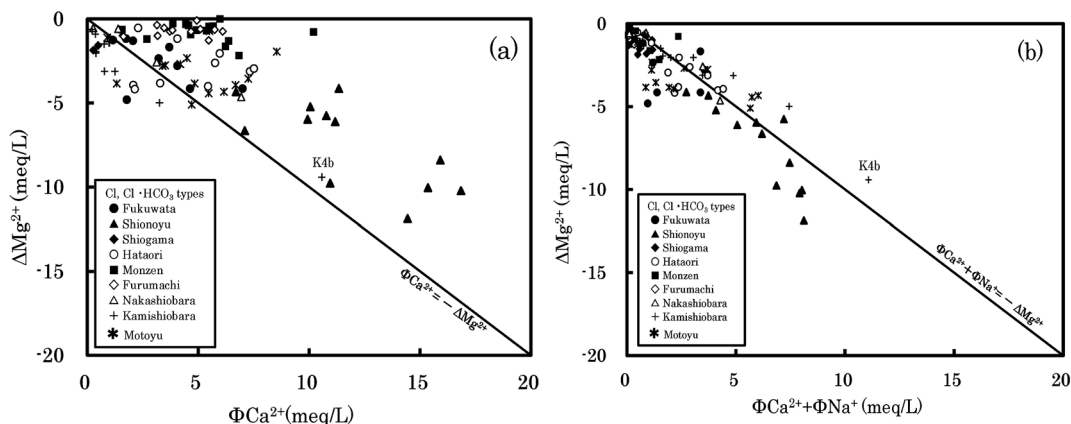 (a)
0
-5
-10
-15
-20
0
5
10
15
20
ΔMg²⁺ (meq/L)
ΦCa²⁺(meq/L)
K4b
ΦCa²⁺= − ΔMg²⁺
Cl, Cl・HCO₃ types
Fukuwata
Shionoyu
Shiogama
Hataori
Monzen
Furumachi
Nakashiobara
Kamishiobara
Motoyu
(b)
0
-5
-10
-15
-20
0
5
10
15
20
ΔMg²⁺ (meq/L)
ΦCa²⁺+ΦNa⁺ (meq/L)
K4b
ΦCa²⁺+ΦNa⁺= − ΔMg²⁺
Cl, Cl・HCO₃ types
Fukuwata
Shionoyu
Shiogama
Hataori
Monzen
Furumachi
Nakashiobara
Kamishiobara
Motoyu